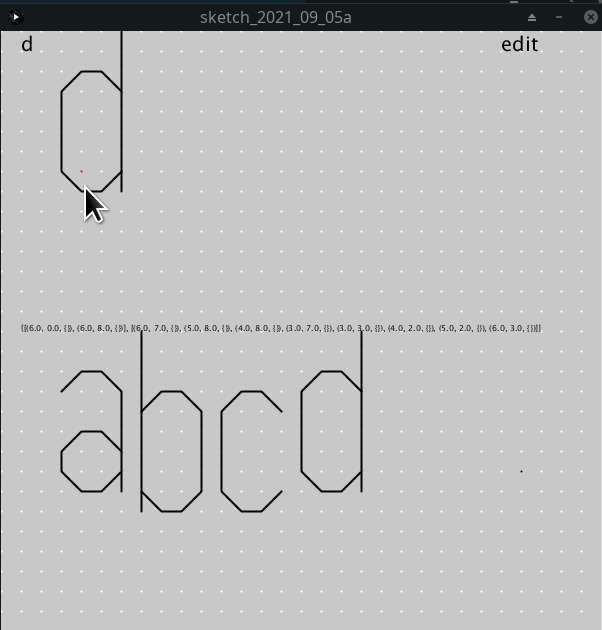 sketch_2021_09_05a
d edit
[[(6.0, 0.0, {}), (6.0, 8.0, {})], [(6.0, 7.0, {}), (5.0, 8.0, {}), (4.0, 8.0, {}), (3.0, 7.0, {}), (3.0, 3.0, {}), (4.0, 2.0, {}), (5.0, 2.0, {}), (6.0, 3.0, {})]]
abcd